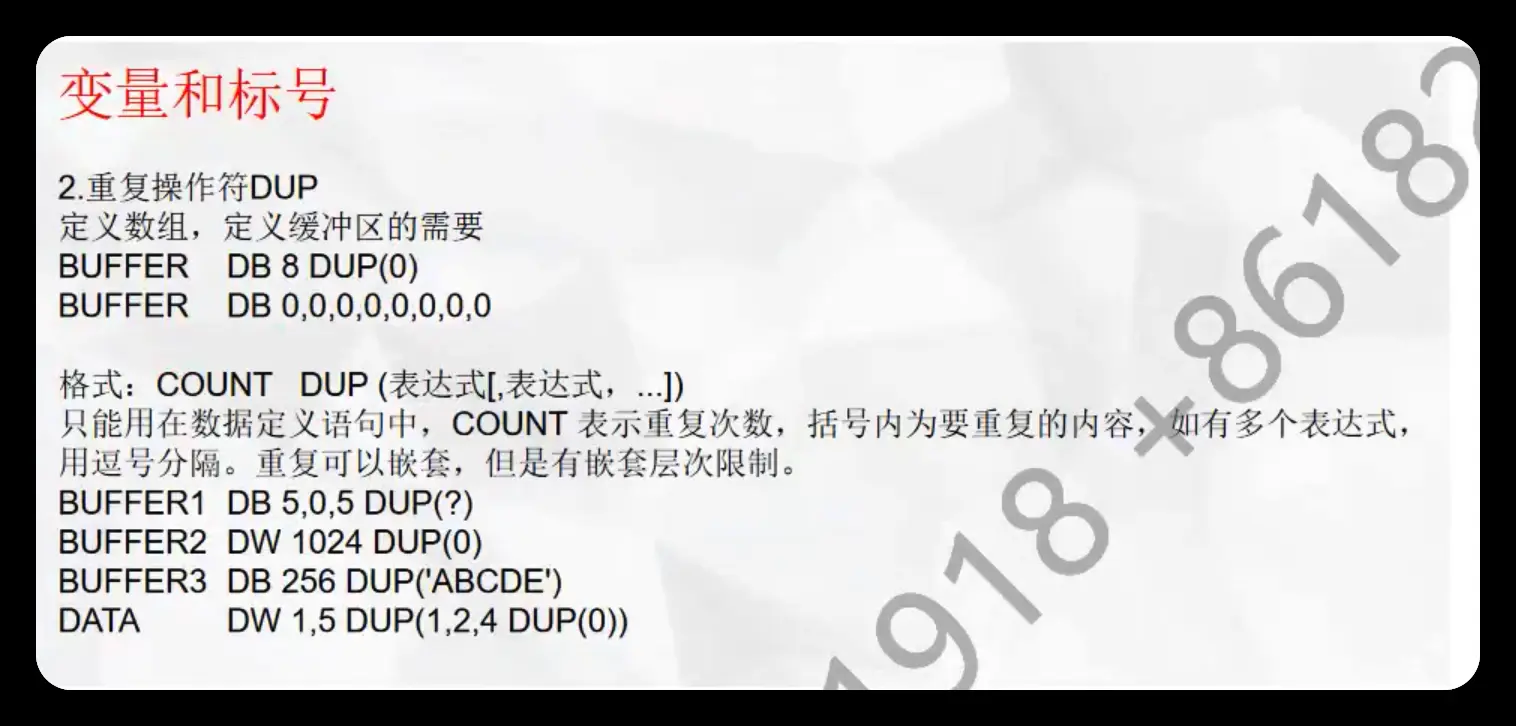 变量和标号
2.重复操作符DUP
定义数组，定义缓冲区的需要
BUFFER DB 8 DUP(0)
BUFFER DB 0,0,0,0,0,0,0,0
格式：COUNT DUP (表达式[,表达式，...])
只能用在数据定义语句中，COUNT 表示重复次数，括号内为要重复的内容，如有多个表达式，
用逗号分隔。重复可以嵌套，但是有嵌套层次限制。
BUFFER1 DB 5,0,5 DUP(?)
BUFFER2 DW 1024 DUP(0)
BUFFER3 DB 256 DUP('ABCDE')
DATA DW 1,5 DUP(1,2,4 DUP(0))
1918 +86182